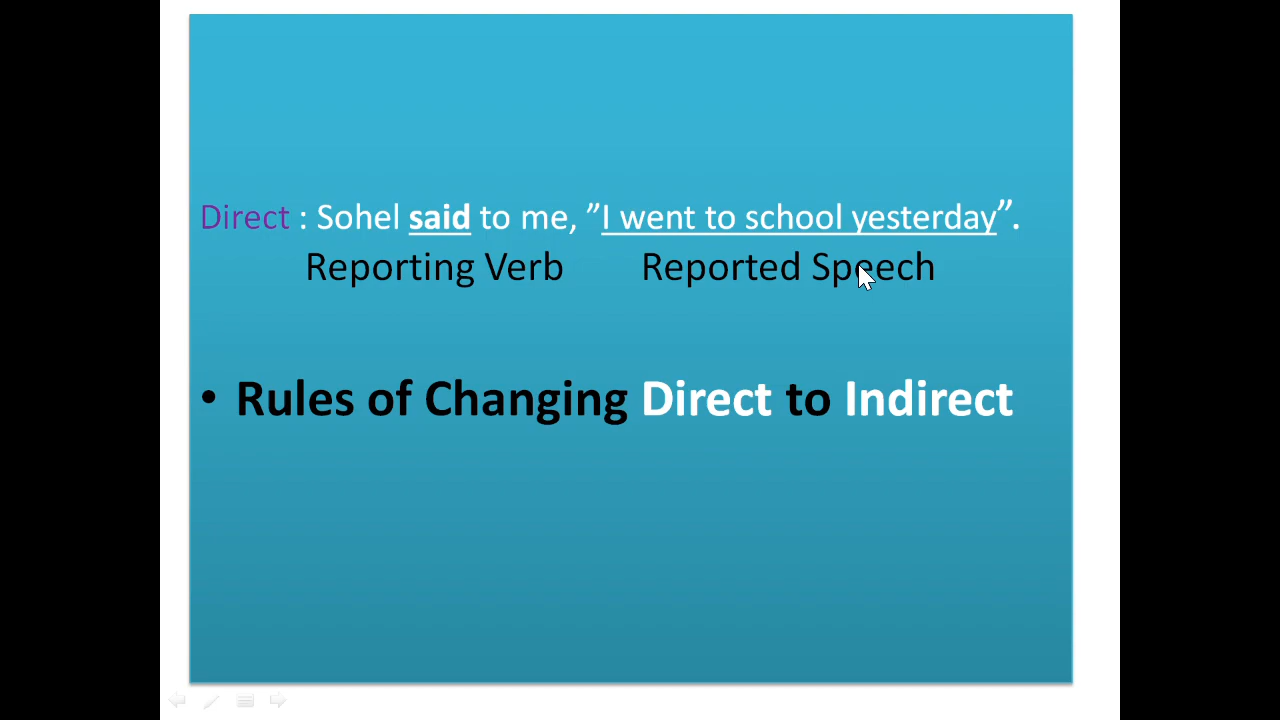 Direct : Sohel said to me, ”I went to school yesterday”.
Reporting Verb Reported Speech
• Rules of Changing Direct to Indirect